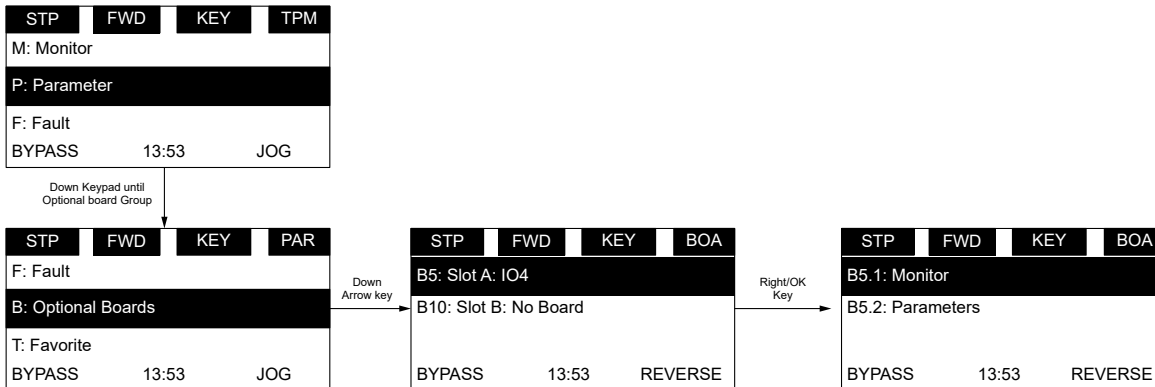 STP FWD KEY TPM
M: Monitor
P: Parameter
F: Fault
BYPASS 13:53 JOG
Down Keypad until
Optional board Group
STP FWD KEY PAR
F: Fault
B: Optional Boards
T: Favorite
BYPASS 13:53 JOG
Down
Arrow key
STP FWD KEY BOA
B5: Slot A: IO4
B10: Slot B: No Board
BYPASS 13:53 REVERSE
Right/OK
Key
STP FWD KEY BOA
B5.1: Monitor
B5.2: Parameters
BYPASS 13:53 REVERSE